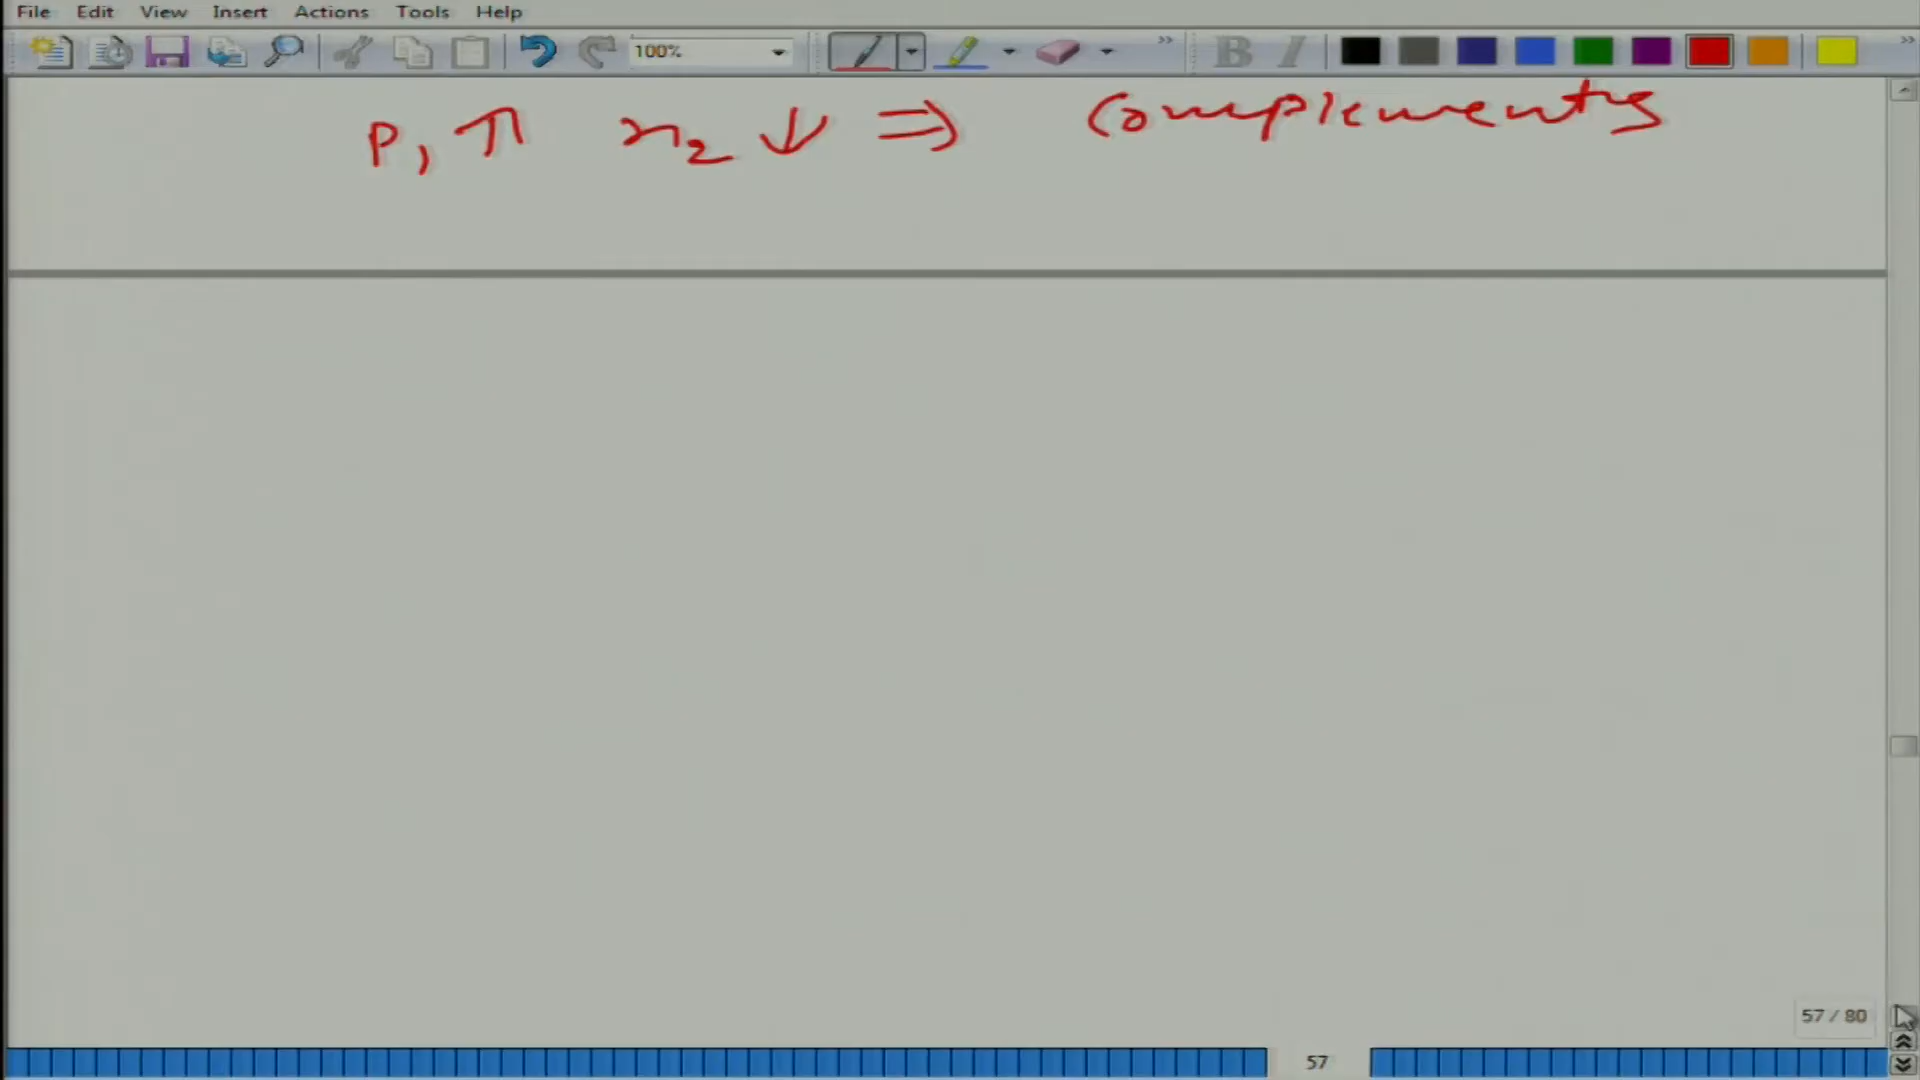 File Edit View Insert Actions Tools Help
100%
B I
P, ↑ x₂ ↓ ⇒ complements
57 / 80
57